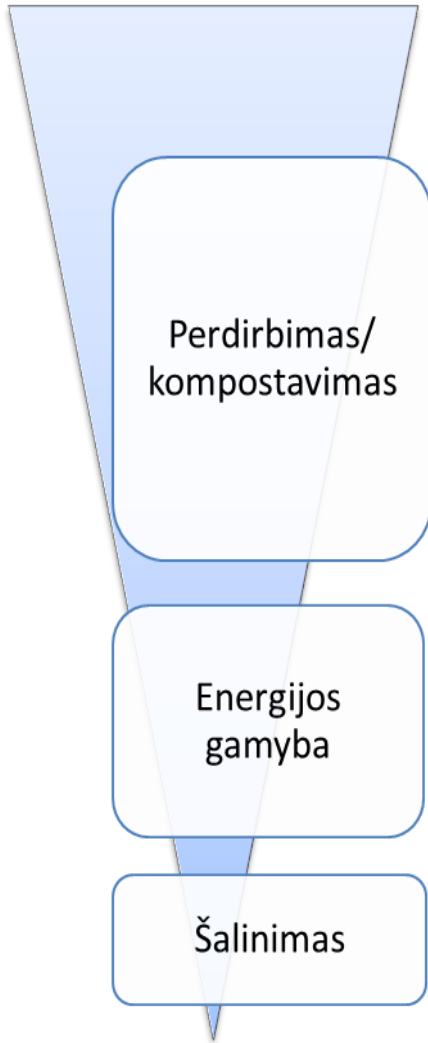 Perdirbimas/
kompostavimas
Energijos
gamyba
Šalinimas